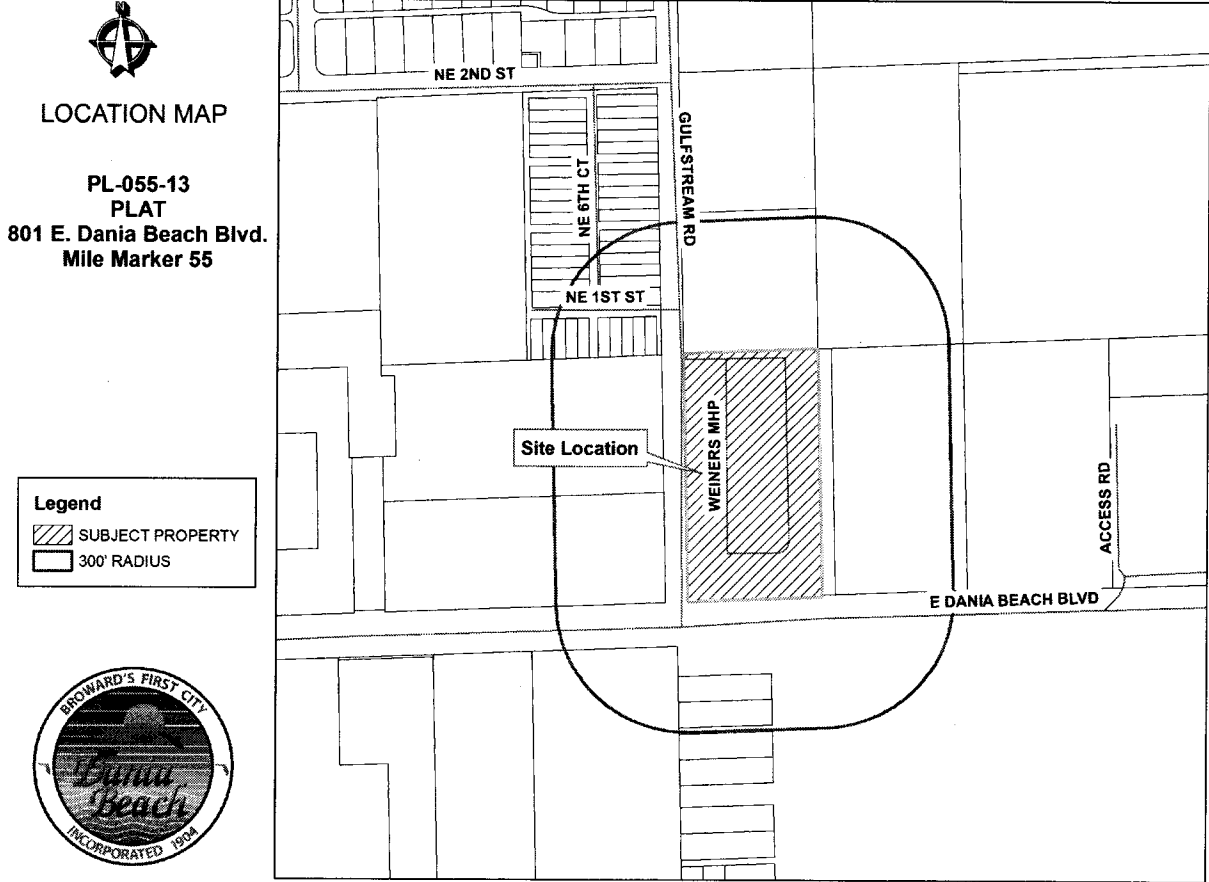 LOCATION MAP
PL-055-13
PLAT
801 E. Dania Beach Blvd.
Mile Marker 55
Legend
SUBJECT PROPERTY
300' RADIUS
BROWARD'S FIRST CITY
Dania
Beach
INCORPORATED 1904
NE 2ND ST
GULFSTREAM RD
NE 6TH CT
NE 1ST ST
Site Location
WEINERS MHP
ACCESS RD
E DANIA BEACH BLVD